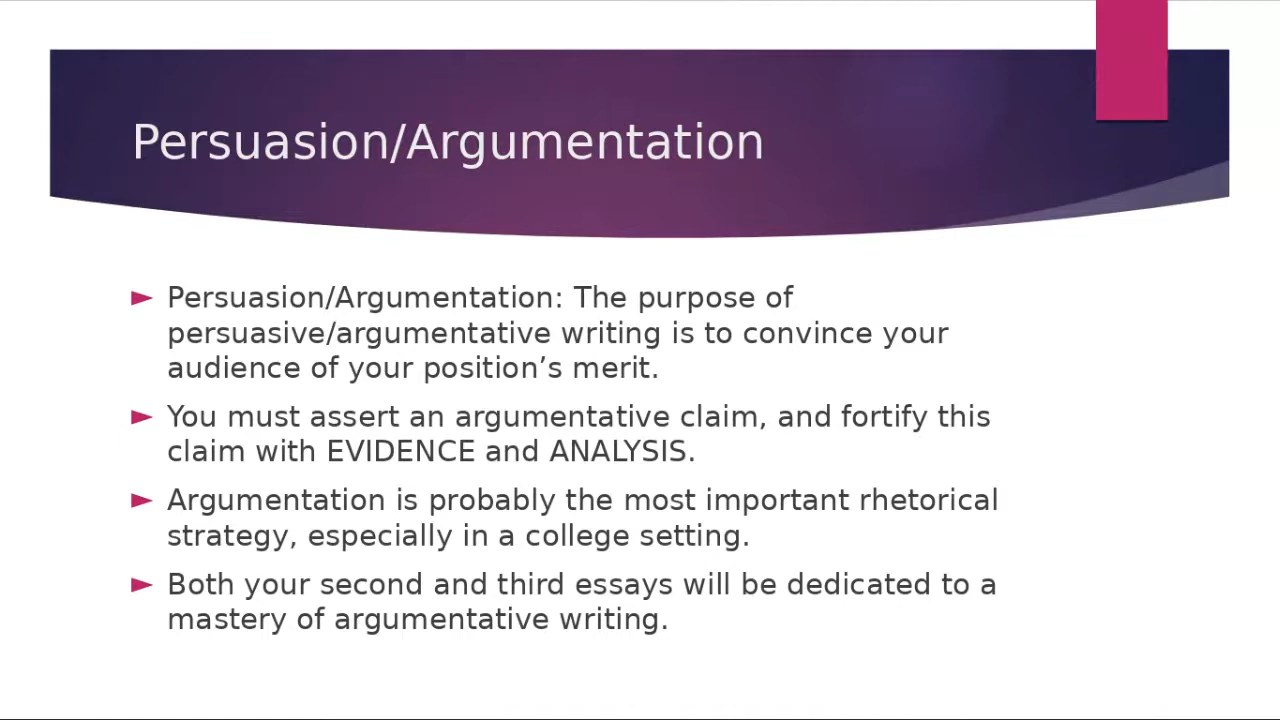 Persuasion/Argumentation
► Persuasion/Argumentation: The purpose of
persuasive/argumentative writing is to convince your
audience of your position’s merit.
► You must assert an argumentative claim, and fortify this
claim with EVIDENCE and ANALYSIS.
► Argumentation is probably the most important rhetorical
strategy, especially in a college setting.
► Both your second and third essays will be dedicated to a
mastery of argumentative writing.